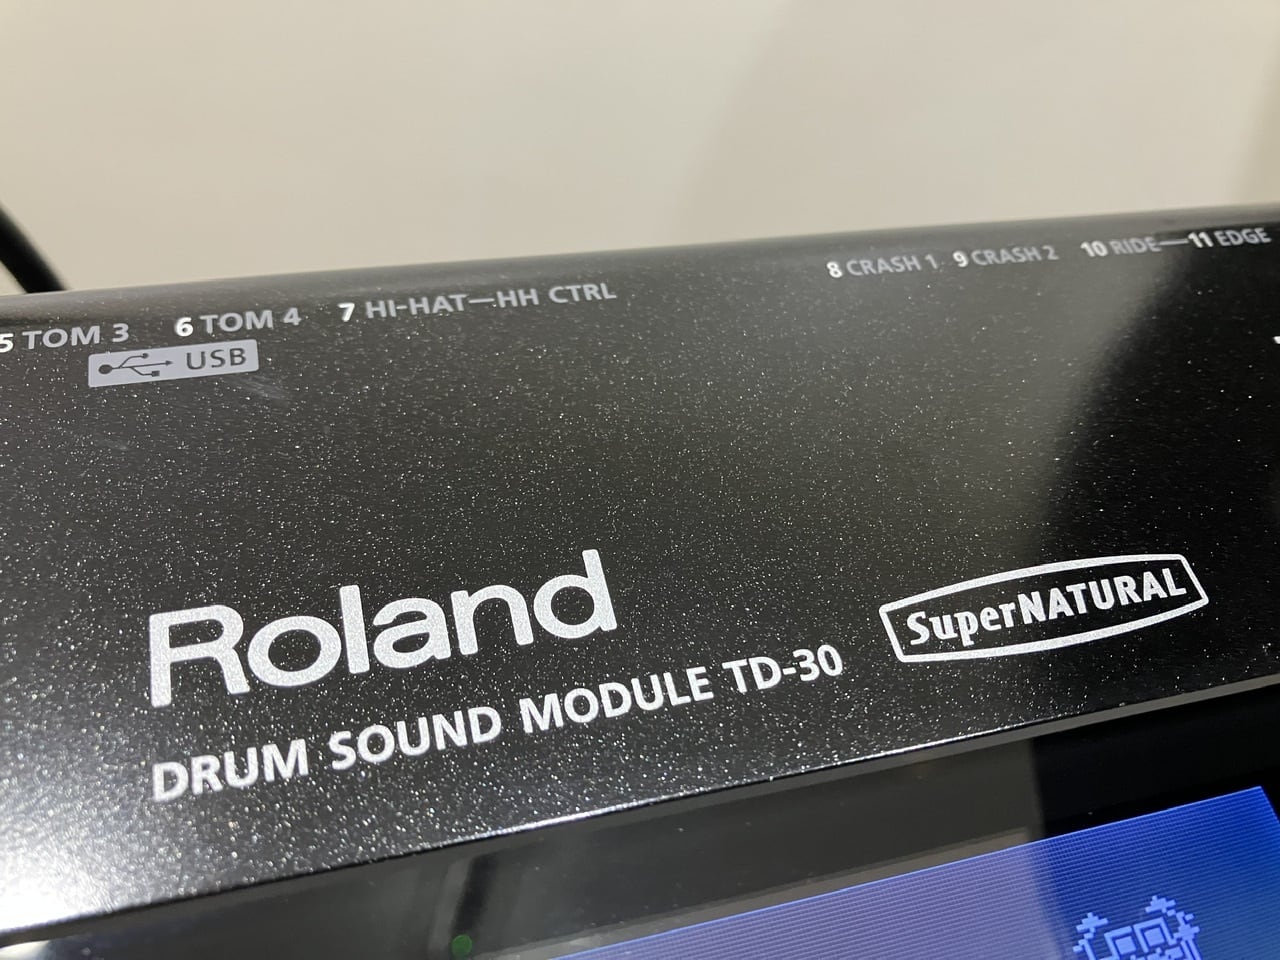 8 CRASH 1 9 CRASH 2 10 RIDE—11 EDGE
5 TOM 3 6 TOM 4 7 HI-HAT—HH CTRL
USB
Roland
SuperNATURAL
DRUM SOUND MODULE TD-30